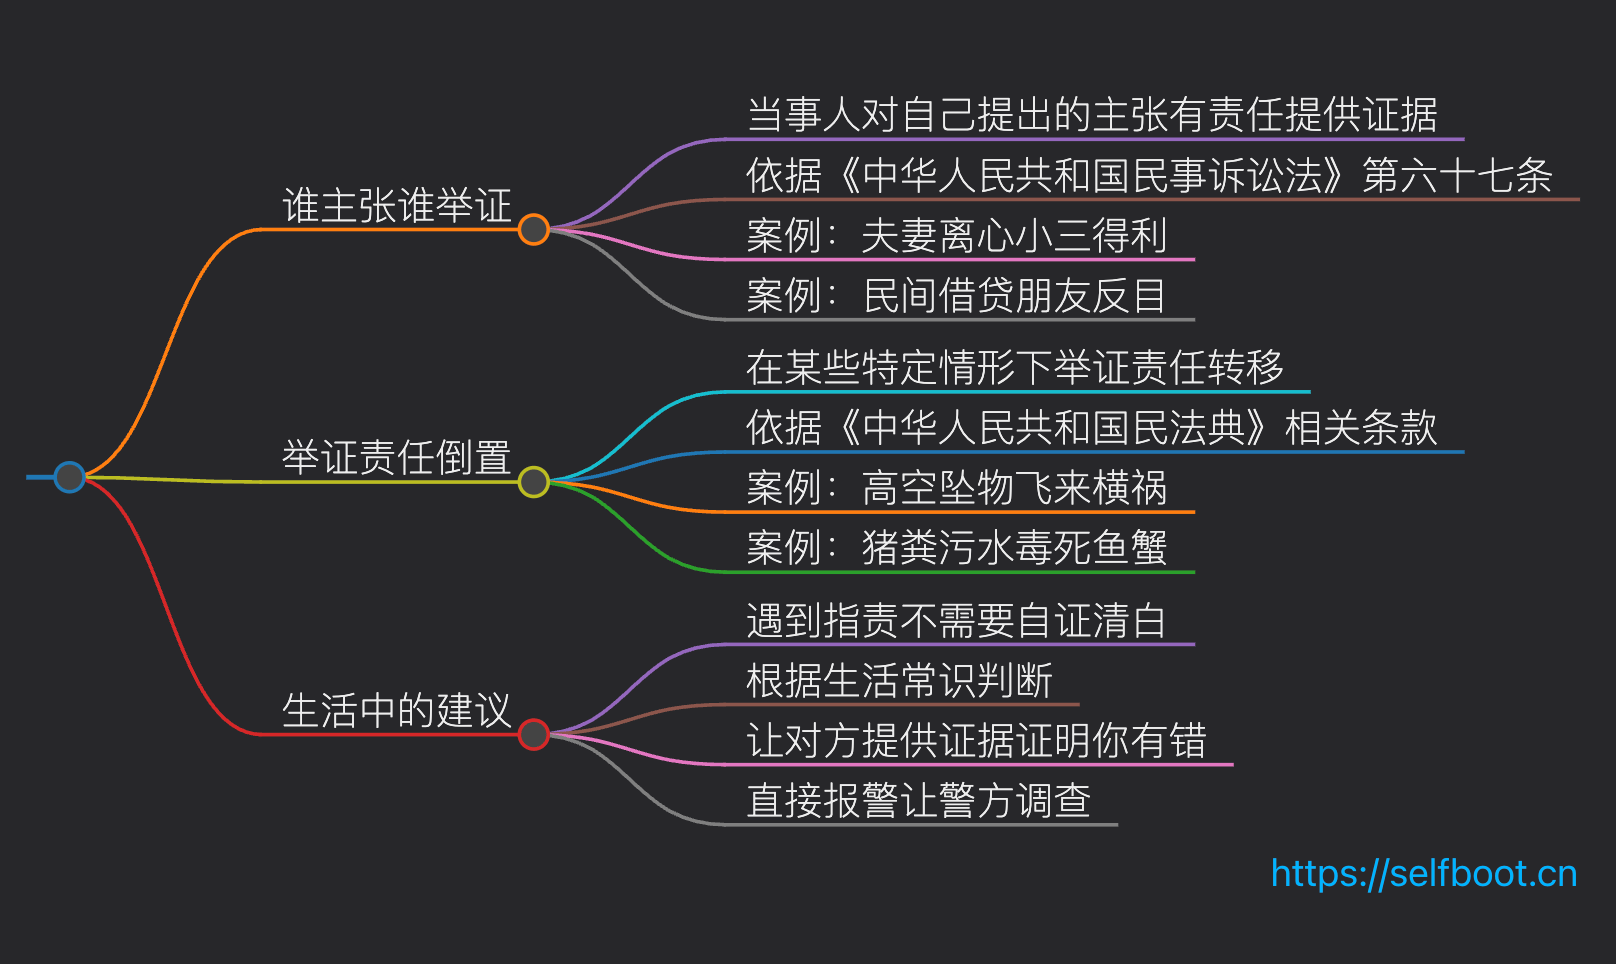 谁主张谁举证
当事人对自己提出的主张有责任提供证据
依据《中华人民共和国民事诉讼法》第六十七条
案例：夫妻离心小三得利
案例：民间借贷朋友反目
举证责任倒置
在某些特定情形下举证责任转移
依据《中华人民共和国民法典》相关条款
案例：高空坠物飞来横祸
案例：猪粪污水毒死鱼蟹
生活中的建议
遇到指责不需要自证清白
根据生活常识判断
让对方提供证据证明你有错
直接报警让警方调查
https://selfboot.cn